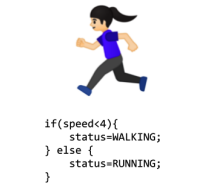 if(speed<4){
    status=WALKING;
} else {
    status=RUNNING;
}